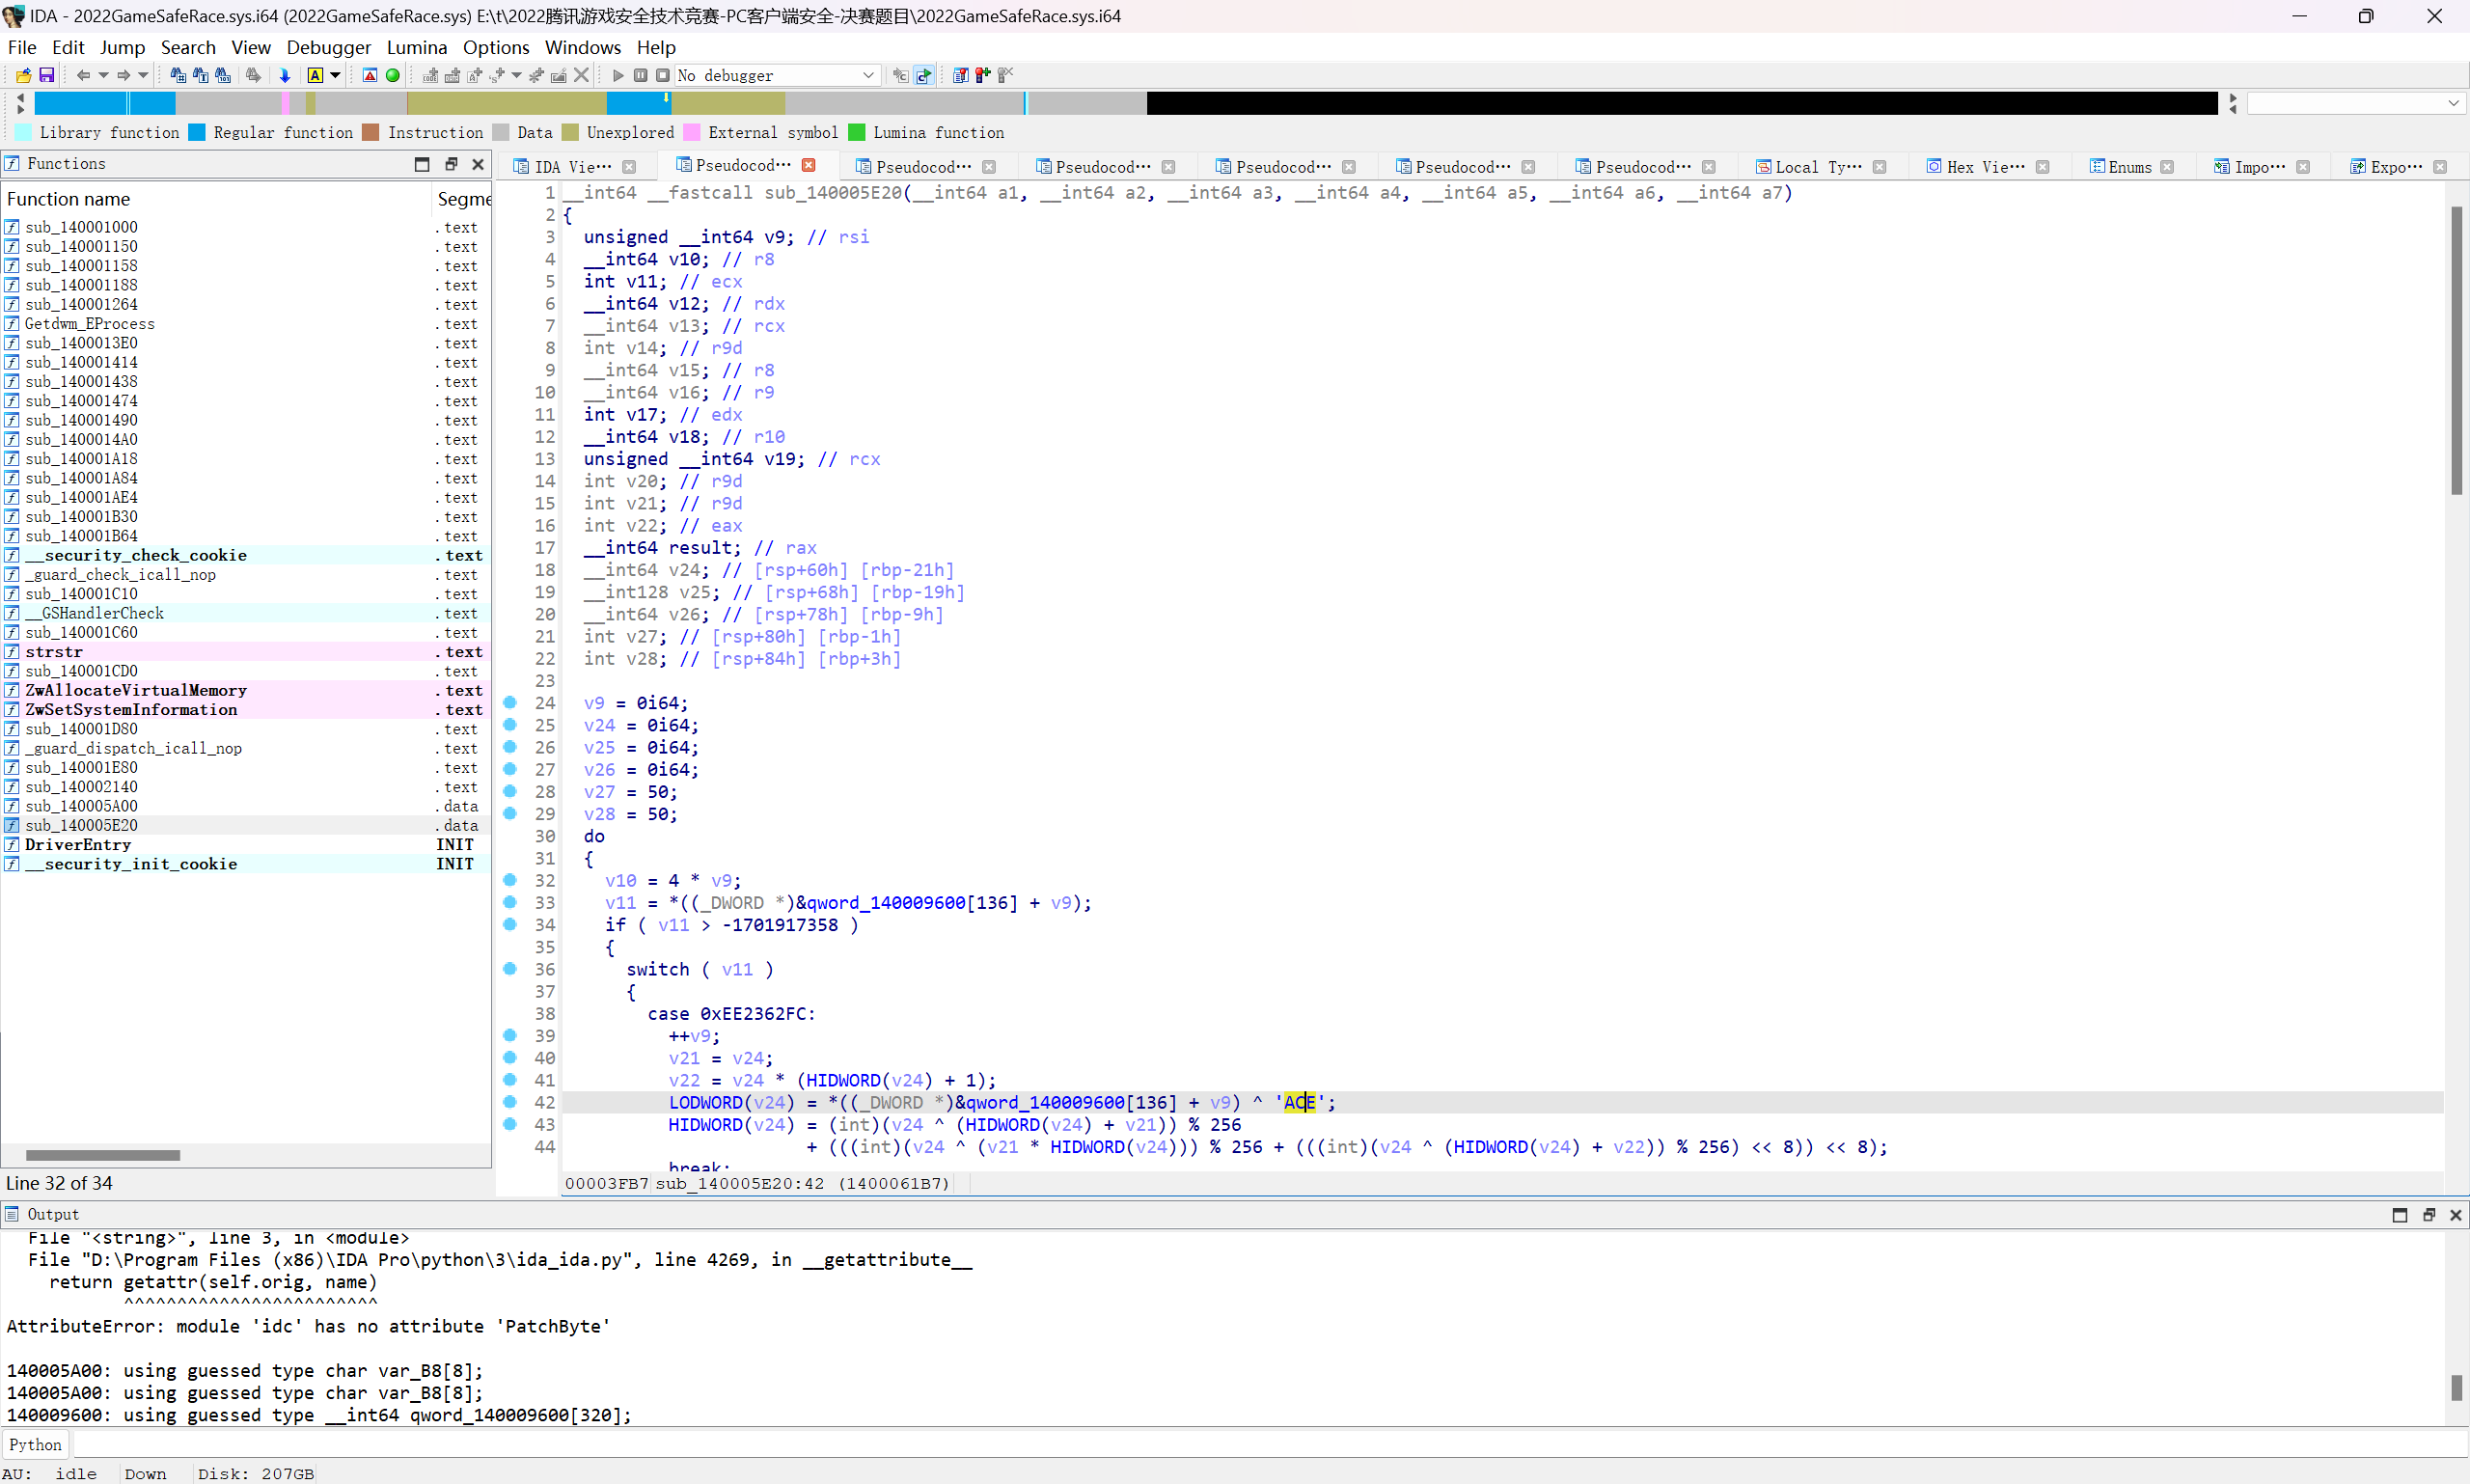 IDA - 2022GameSafeRace.sys.i64 (2022GameSafeRace.sys) E:\t\2022腾讯游戏安全技术竞赛-PC客户端安全-决赛题目\2022GameSafeRace.sys.i64
File Edit Jump Search View Debugger Lumina Options Windows Help
No debugger
Library function Regular function Instruction Data Unexplored External symbol Lumina function
Functions
IDA Vie··· Pseudocod··· Pseudocod··· Pseudocod··· Pseudocod··· Pseudocod··· Pseudocod··· Local Ty··· Hex Vie··· Enums Impo··· Expo···
Function name Segme
sub_140001000 .text
sub_140001150 .text
sub_140001158 .text
sub_140001188 .text
sub_140001264 .text
Getdwm_EProcess .text
sub_1400013E0 .text
sub_140001414 .text
sub_140001438 .text
sub_140001474 .text
sub_140001490 .text
sub_1400014A0 .text
sub_140001A18 .text
sub_140001A84 .text
sub_140001AE4 .text
sub_140001B30 .text
sub_140001B64 .text
__security_check_cookie .text
_guard_check_icall_nop .text
sub_140001C10 .text
__GSHandlerCheck .text
sub_140001C60 .text
strstr .text
sub_140001CD0 .text
ZwAllocateVirtualMemory .text
ZwSetSystemInformation .text
sub_140001D80 .text
_guard_dispatch_icall_nop .text
sub_140001E80 .text
sub_140002140 .text
sub_140005A00 .data
sub_140005E20 .data
DriverEntry INIT
__security_init_cookie INIT
Line 32 of 34
1 __int64 __fastcall sub_140005E20(__int64 a1, __int64 a2, __int64 a3, __int64 a4, __int64 a5, __int64 a6, __int64 a7)
2 {
3 unsigned __int64 v9; // rsi
4 __int64 v10; // r8
5 int v11; // ecx
6 __int64 v12; // rdx
7 __int64 v13; // rcx
8 int v14; // r9d
9 __int64 v15; // r8
10 __int64 v16; // r9
11 int v17; // edx
12 __int64 v18; // r10
13 unsigned __int64 v19; // rcx
14 int v20; // r9d
15 int v21; // r9d
16 int v22; // eax
17 __int64 result; // rax
18 __int64 v24; // [rsp+60h] [rbp-21h]
19 __int128 v25; // [rsp+68h] [rbp-19h]
20 __int64 v26; // [rsp+78h] [rbp-9h]
21 int v27; // [rsp+80h] [rbp-1h]
22 int v28; // [rsp+84h] [rbp+3h]
23
24 v9 = 0i64;
25 v24 = 0i64;
26 v25 = 0i64;
27 v26 = 0i64;
28 v27 = 50;
29 v28 = 50;
30 do
31 {
32 v10 = 4 * v9;
33 v11 = *((_DWORD *)&qword_140009600[136] + v9);
34 if ( v11 > -1701917358 )
35 {
36 switch ( v11 )
37 {
38 case 0xEE2362FC:
39 ++v9;
40 v21 = v24;
41 v22 = v24 * (HIDWORD(v24) + 1);
42 LODWORD(v24) = *((_DWORD *)&qword_140009600[136] + v9) ^ 'ACE';
43 HIDWORD(v24) = (int)(v24 ^ (HIDWORD(v24) + v21)) % 256
44 + (((int)(v24 ^ (v21 * HIDWORD(v24))) % 256 + (((int)(v24 ^ (HIDWORD(v24) + v22)) % 256) << 8)) << 8);
break;
00003FB7 sub_140005E20:42 (1400061B7)
Output
File "<string>", line 3, in <module>
File "D:\Program Files (x86)\IDA Pro\python\3\ida_ida.py", line 4269, in __getattribute__
return getattr(self.orig, name)
^^^^^^^^^^^^^^^^^^^^^^^^
AttributeError: module 'idc' has no attribute 'PatchByte'
140005A00: using guessed type char var_B8[8];
140005A00: using guessed type char var_B8[8];
140009600: using guessed type __int64 qword_140009600[320];
Python
AU: idle Down Disk: 207GB